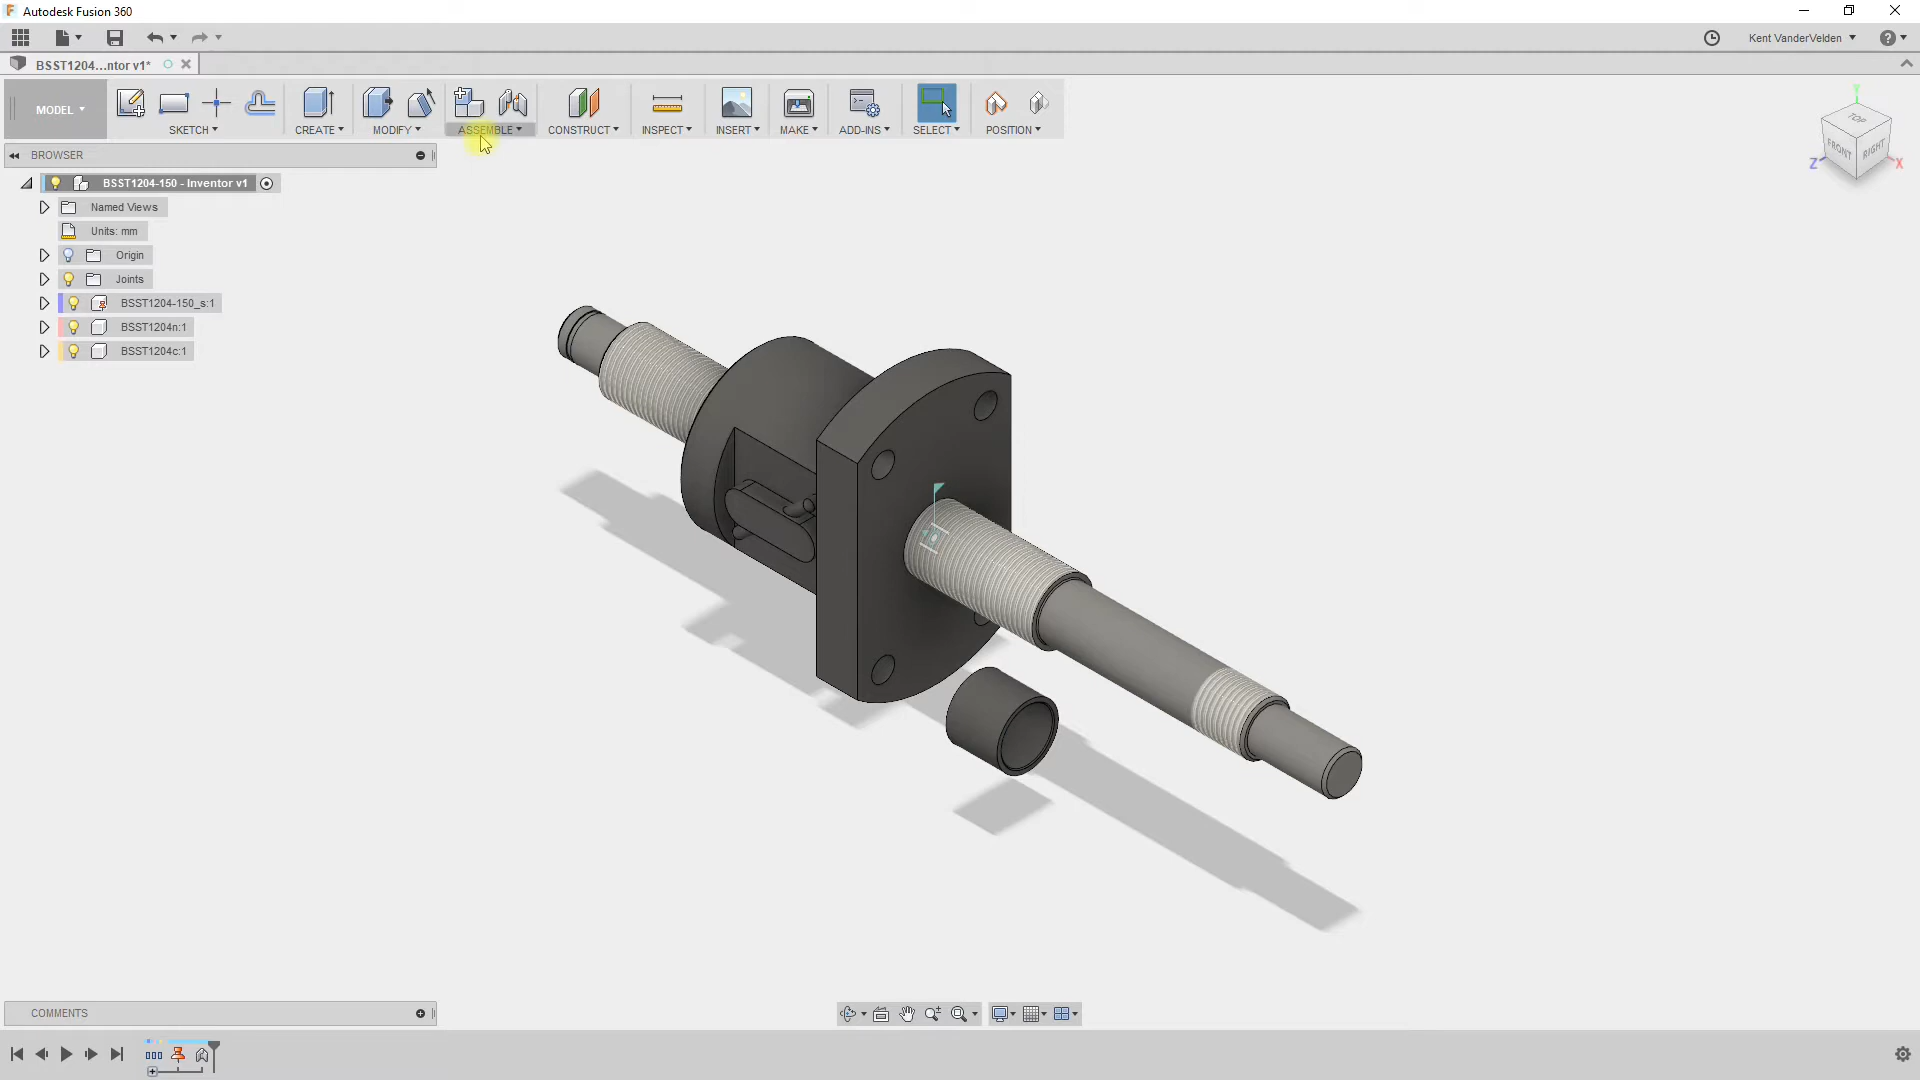 Autodesk Fusion 360
Kent VanderVelden
BSST1204...ntor v1*
MODEL
SKETCH
CREATE
MODIFY
ASSEMBLE
CONSTRUCT
INSPECT
INSERT
MAKE
ADD-INS
SELECT
POSITION
TOP
FRONT
RIGHT
Y
Z
X
BROWSER
BSST1204-150 - Inventor v1
Named Views
Units: mm
Origin
Joints
BSST1204-150_s:1
BSST1204n:1
BSST1204c:1
COMMENTS